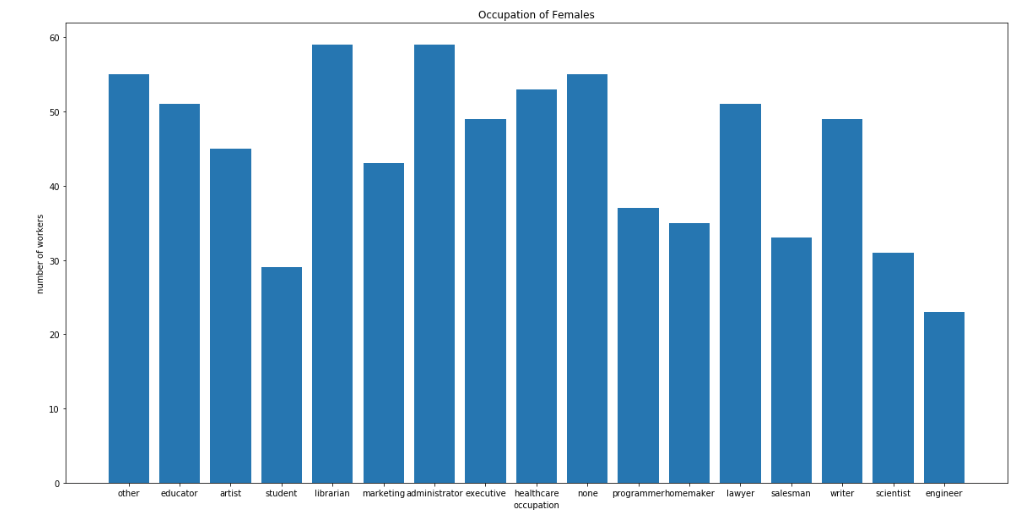 Occupation of Females
60
50
40
30
20
10
0
number of workers
other educator artist student librarian marketing administrator executive healthcare none programmer homemaker lawyer salesman writer scientist engineer
occupation